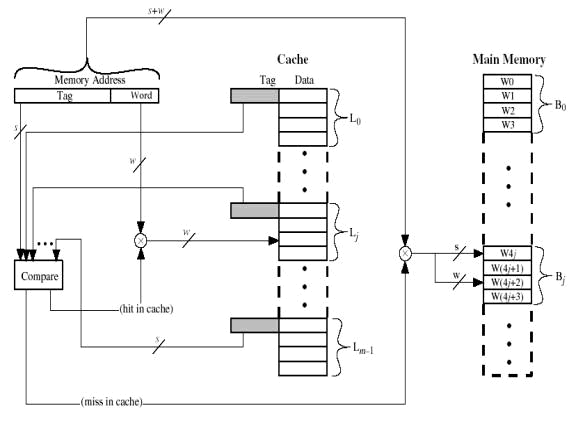 s+w
Cache
Main Memory
Memory Address
Tag Data
Tag Word
W0
W1
W2
W3
B0
L0
s
w
w
Lj
s
w
W4j
W(4j+1)
W(4j+2)
W(4j+3)
Bj
Compare
(hit in cache)
s
Lm–1
(miss in cache)